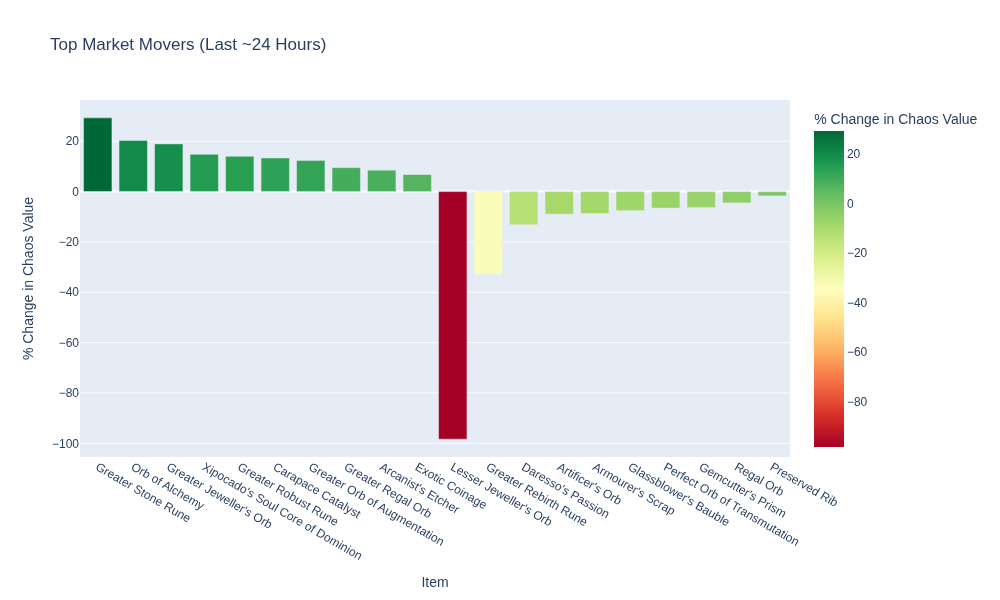 Top Market Movers (Last ~24 Hours)
% Change in Chaos Value
20
0
−20
−40
−60
−80
−100
Greater Stone Rune
Orb of Alchemy
Greater Jeweller's Orb
Xipocado's Soul Core of Dominion
Greater Robust Rune
Carapace Catalyst
Greater Orb of Augmentation
Greater Regal Orb
Arcanist's Etcher
Exotic Coinage
Lesser Jeweller's Orb
Greater Rebirth Rune
Daresso's Passion
Artificer's Orb
Armourer's Scrap
Glassblower's Bauble
Perfect Orb of Transmutation
Gemcutter's Prism
Regal Orb
Preserved Rib
Item
% Change in Chaos Value
20
0
−20
−40
−60
−80